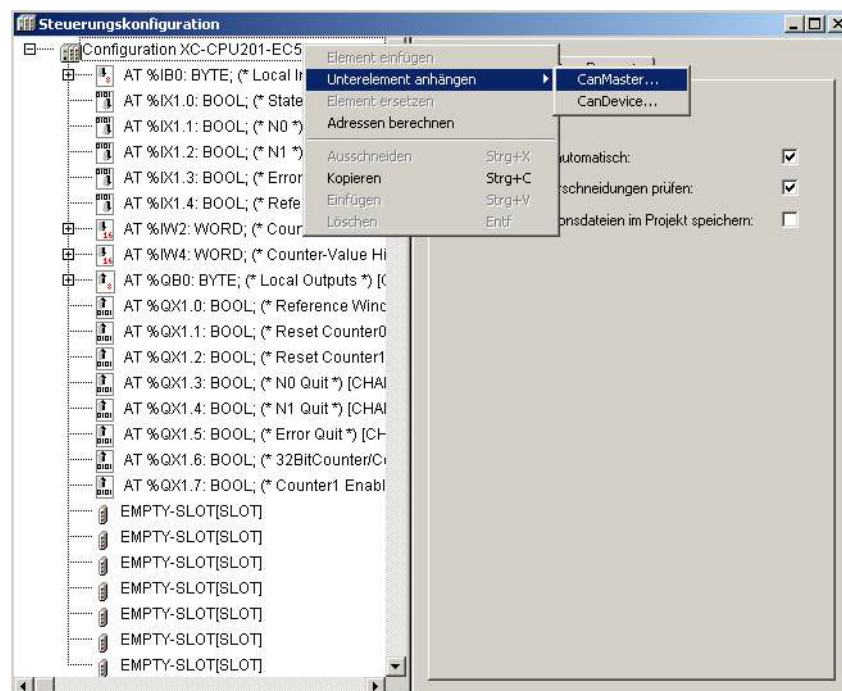 Steuerungskonfiguration
Configuration XC-CPU201-EC5
AT %IB0: BYTE; (* Local
AT %IX1.0: BOOL; (* State
AT %IX1.1: BOOL; (* N0 *)
AT %IX1.2: BOOL; (* N1 *)
AT %IX1.3: BOOL; (* Error
AT %IX1.4: BOOL; (* Refe
AT %IW2: WORD; (* Cour
AT %IW4: WORD; (* Counter-Value Hi
AT %QB0: BYTE; (* Local Outputs *)
AT %QX1.0: BOOL; (* Reference Winc
AT %QX1.1: BOOL; (* Reset Counter0
AT %QX1.2: BOOL; (* Reset Counter1
AT %QX1.3: BOOL; (* N0 Quit *) [CHA
AT %QX1.4: BOOL; (* N1 Quit *) [CHA
AT %QX1.5: BOOL; (* Error Quit *) [CH
AT %QX1.6: BOOL; (* 32BitCounter/C
AT %QX1.7: BOOL; (* Counter1 Enabl
EMPTY-SLOT[SLOT]
EMPTY-SLOT[SLOT]
EMPTY-SLOT[SLOT]
EMPTY-SLOT[SLOT]
EMPTY-SLOT[SLOT]
EMPTY-SLOT[SLOT]
EMPTY-SLOT[SLOT]
Element einfügen
Unterelement anhängen
Element ersetzen
Adressen berechnen
Ausschneiden Strg+X
Kopieren Strg+C
Einfügen Strg+V
Löschen Entf
CanMaster...
CanDevice...
utomatisch:
rschneidungen prüfen:
onsdateien im Projekt speichern: